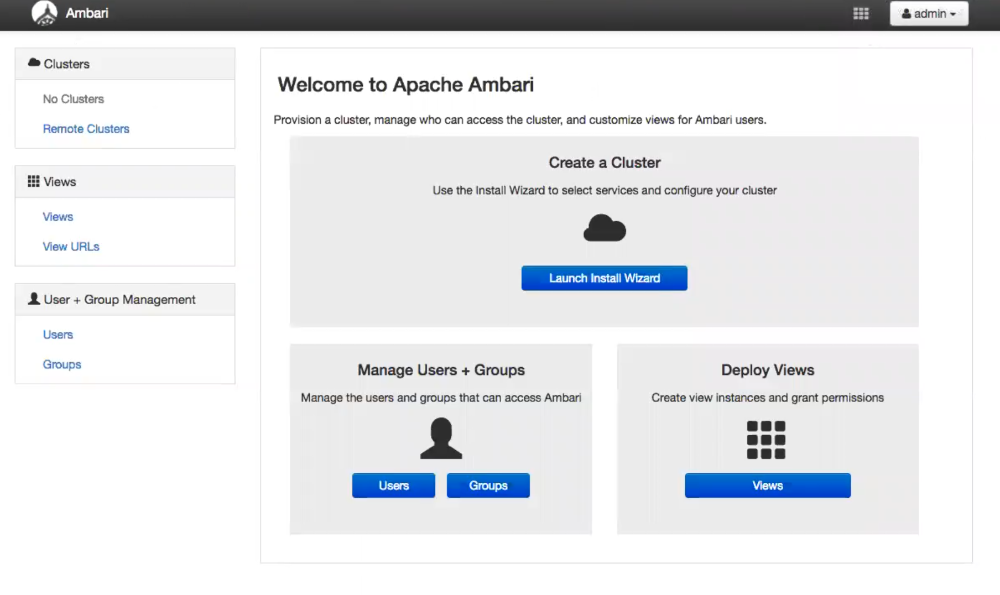 Ambari
admin
Clusters
No Clusters
Remote Clusters
Views
Views
View URLs
User + Group Management
Users
Groups
Welcome to Apache Ambari
Provision a cluster, manage who can access the cluster, and customize views for Ambari users.
Create a Cluster
Use the Install Wizard to select services and configure your cluster
Launch Install Wizard
Manage Users + Groups
Manage the users and groups that can access Ambari
Users
Groups
Deploy Views
Create view instances and grant permissions
Views